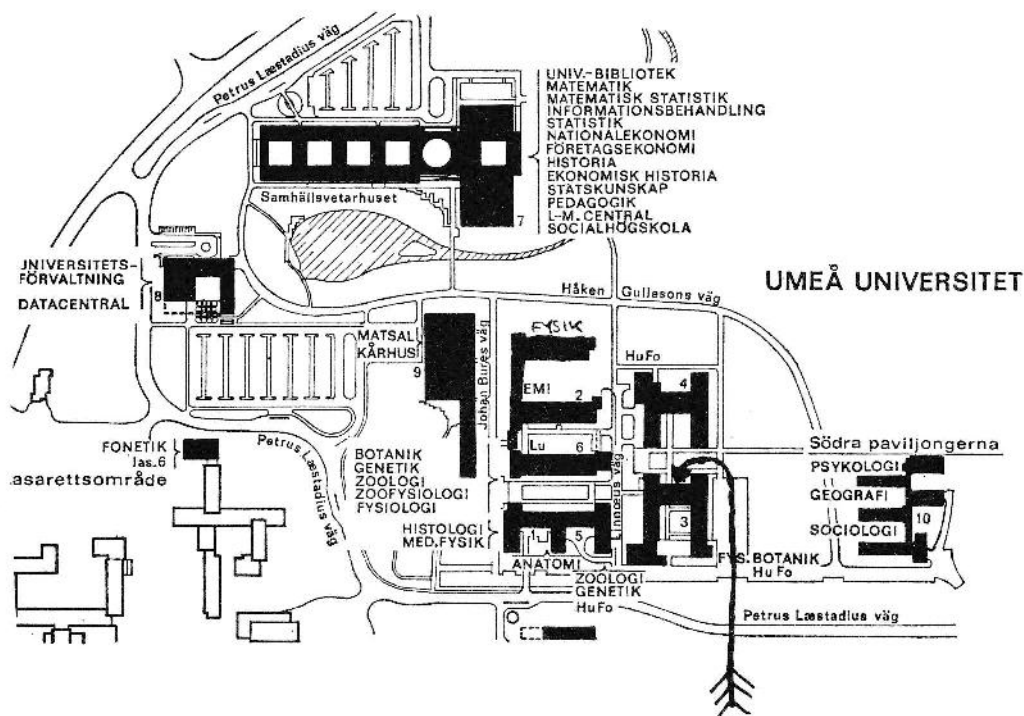 Petrus Læstadius väg
UNIV.-BIBLIOTEK
MATEMATIK
MATEMATISK STATISTIK
INFORMATIONSBEHANDLING
STATISTIK
NATIONALEKONOMI
FÖRETAGSEKONOMI
HISTORIA
EKONOMISK HISTORIA
STATSKUNSKAP
PEDAGOGIK
L-M. CENTRAL
SOCIALHÖGSKOLA
7
Samhällsvetarhuset
UNIVERSITETS-
FÖRVALTNING
DATACENTRAL
8
UMEÅ UNIVERSITET
Håken Gullesons väg
MATSAL
KÅRHUS
9
Johan Bures väg
FYSIK
EMI
2
HuFo
4
Lu
6
Linnæus väg
FONETIK
las.6
Lasarettsområde
Petrus Læstadius väg
BOTANIK
GENETIK
ZOOLOGI
ZOOFYSIOLOGI
FYSIOLOGI
HISTOLOGI
MED.FYSIK
1
5
ANATOMI
3
FYS.BOTANIK
HuFo
ZOOLOGI
GENETIK
HuFo
Södra paviljongerna
PSYKOLOGI
GEOGRAFI
SOCIOLOGI
10
Petrus Læstadius väg